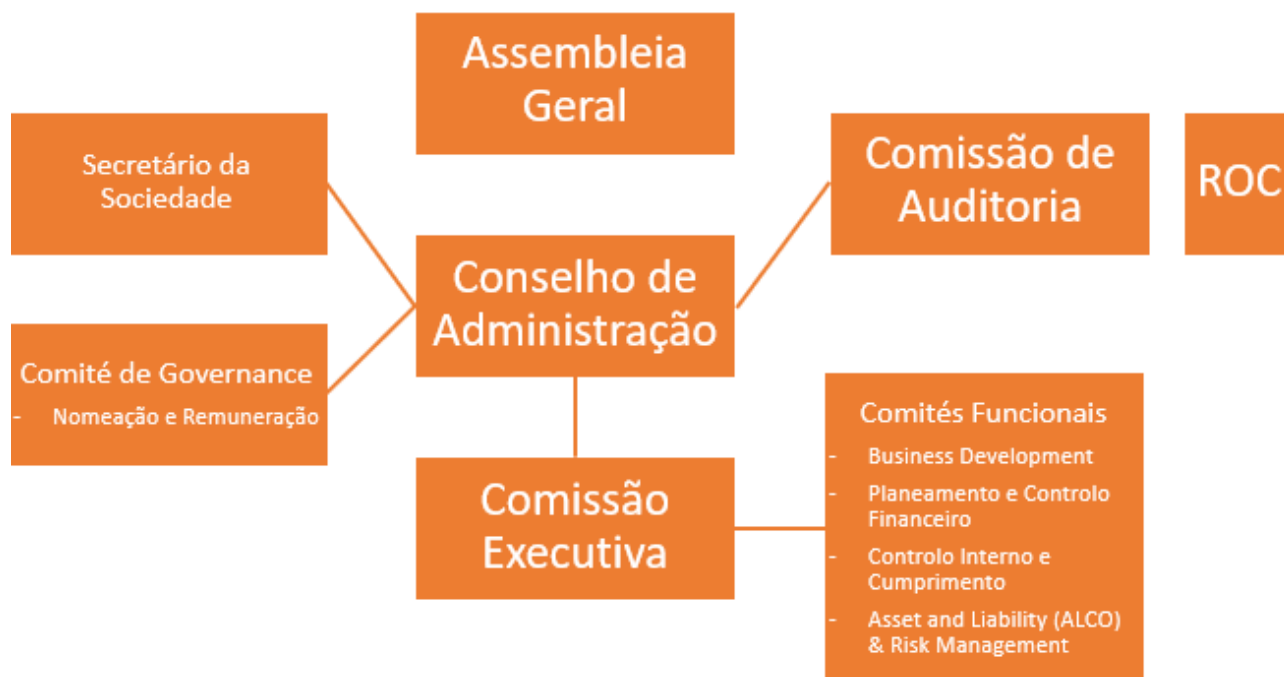 Assembleia
Geral
Secretário da
Sociedade
Comissão de
Auditoria
ROC
Conselho de
Administração
Comité de Governance
- Nomeação e Remuneração
Comissão
Executiva
Comités Funcionais
- Business Development
- Planeamento e Controlo
Financeiro
- Controlo Interno e
Cumprimento
- Asset and Liability (ALCO)
& Risk Management